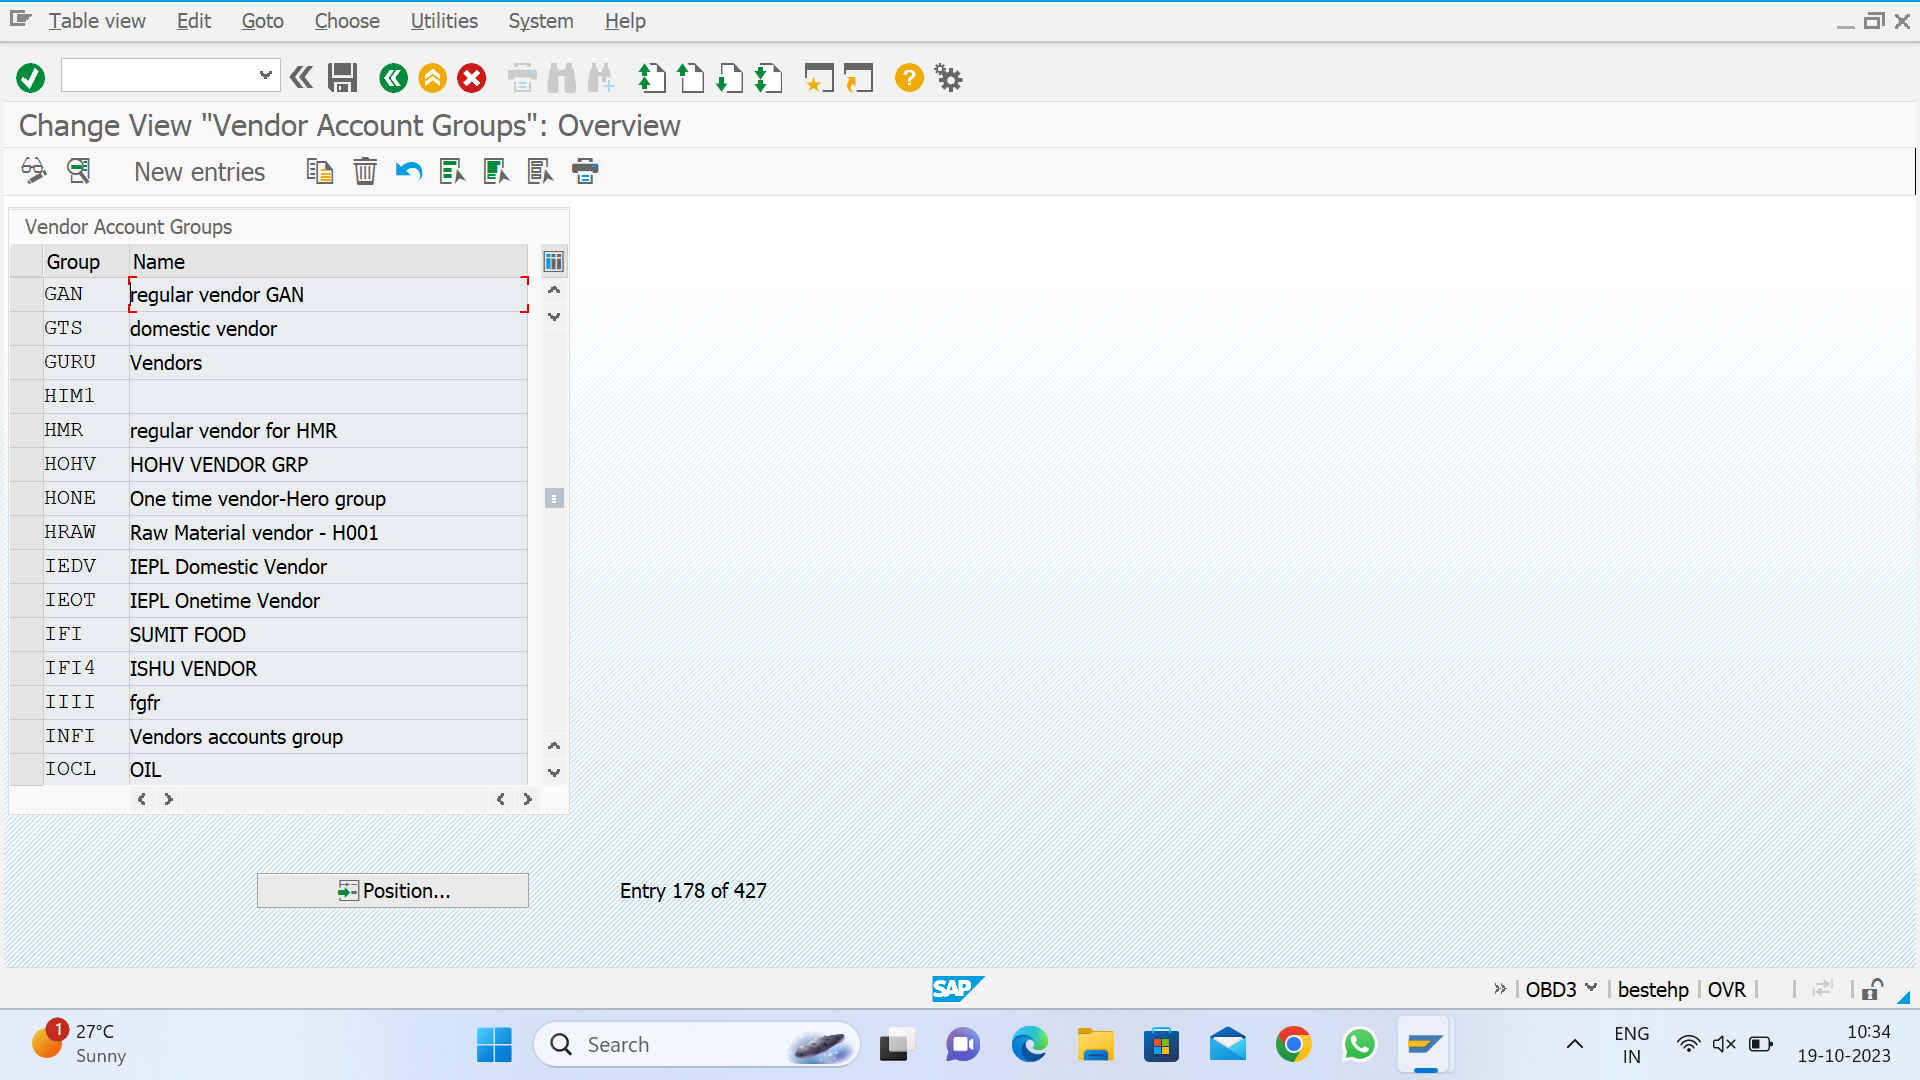 Table view Edit Goto Choose Utilities System Help
Change View "Vendor Account Groups": Overview
New entries
Vendor Account Groups
Group Name
GAN regular vendor GAN
GTS domestic vendor
GURU Vendors
HIM1
HMR regular vendor for HMR
HOHV HOHV VENDOR GRP
HONE One time vendor-Hero group
HRAW Raw Material vendor - H001
IEDV IEPL Domestic Vendor
IEOT IEPL Onetime Vendor
IFI SUMIT FOOD
IFI4 ISHU VENDOR
IIII fgfr
INFI Vendors accounts group
IOCL OIL
Position... Entry 178 of 427
SAP OBD3 bestehp OVR
1 27°C
Sunny
Search
ENG
IN
10:34
19-10-2023